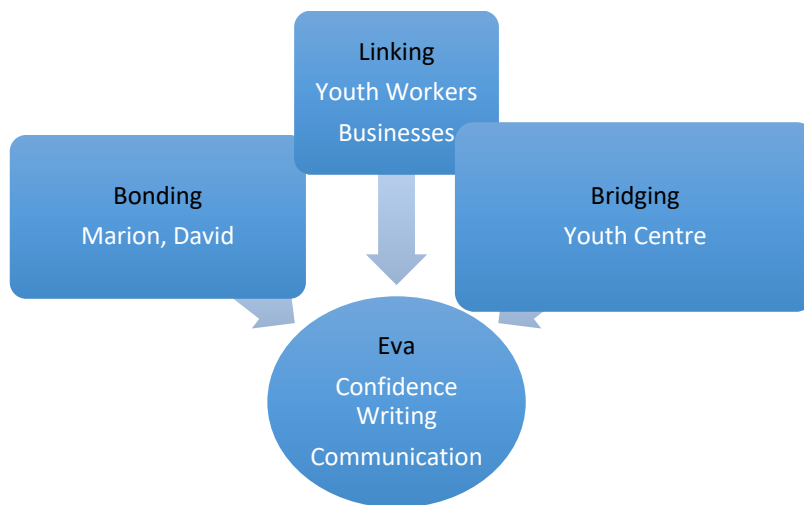 Linking
Youth Workers
Businesses
Bonding
Marion, David
Bridging
Youth Centre
Eva
Confidence
Writing
Communication